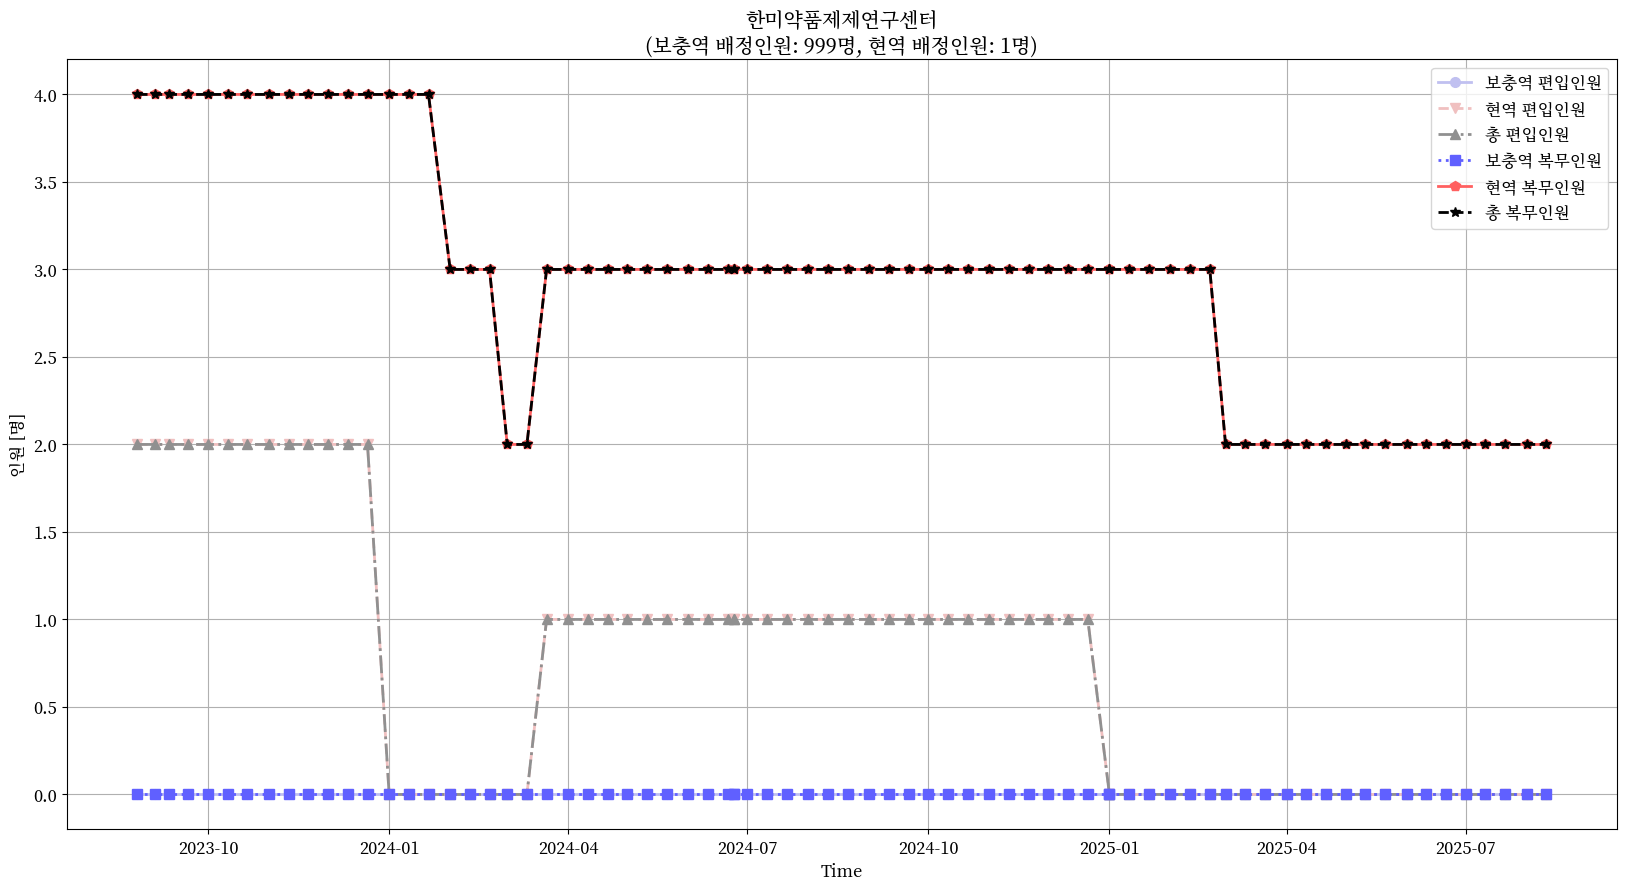 한미약품제제연구센터
(보충역 배정인원: 999명, 현역 배정인원: 1명)
보충역 편입인원
현역 편입인원
총 편입인원
보충역 복무인원
현역 복무인원
총 복무인원
인원 [명]
4.0
3.5
3.0
2.5
2.0
1.5
1.0
0.5
0.0
2023-10
2024-01
2024-04
2024-07
2024-10
2025-01
2025-04
2025-07
Time